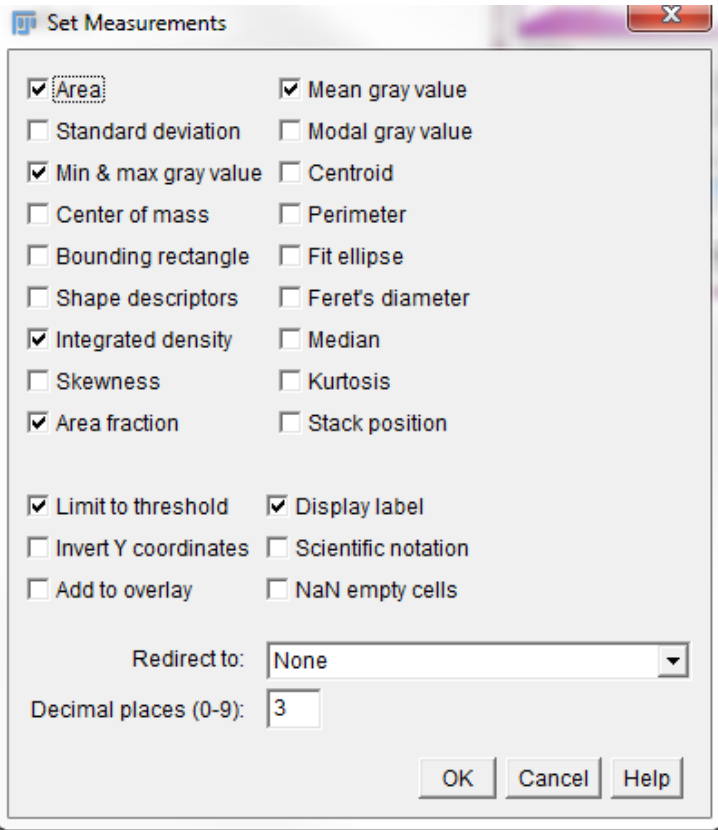 Set Measurements
Area Mean gray value
Standard deviation Modal gray value
Min & max gray value Centroid
Center of mass Perimeter
Bounding rectangle Fit ellipse
Shape descriptors Feret's diameter
Integrated density Median
Skewness Kurtosis
Area fraction Stack position
Limit to threshold Display label
Invert Y coordinates Scientific notation
Add to overlay NaN empty cells
Redirect to: None
Decimal places (0-9): 3
OK Cancel Help